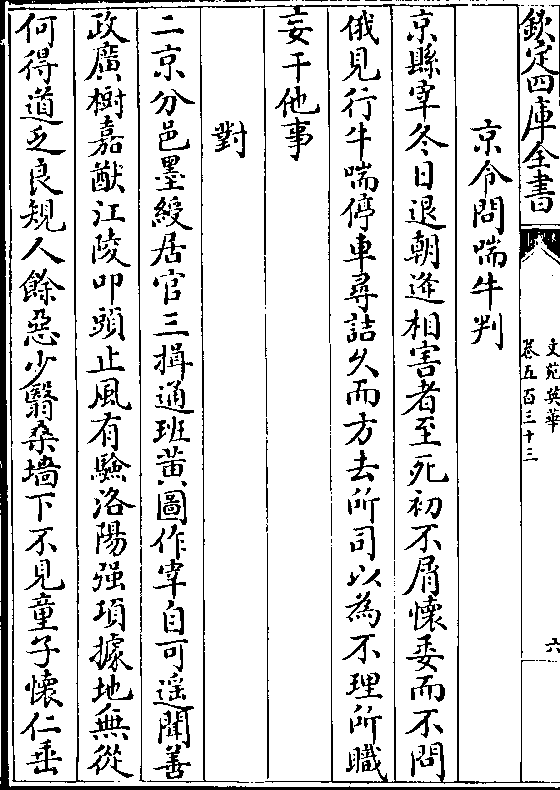 欽定四庫全書
文苑英華
卷五百三十三
六
京令問喘牛判
京縣宰冬日退朝逢相害者至死初不屑懷委而不問
俄見行牛喘停車尋詰久而方去所司以為不理所職
妄干他事
對
二京分邑墨綬居官三揖通班黄圖作宰自可遥聞善
政廣樹嘉猷江陵叩頭止風有驗洛陽强項據地無從
何得道乏良規人餘惡少翳桑墻下不見童子懐仁垂